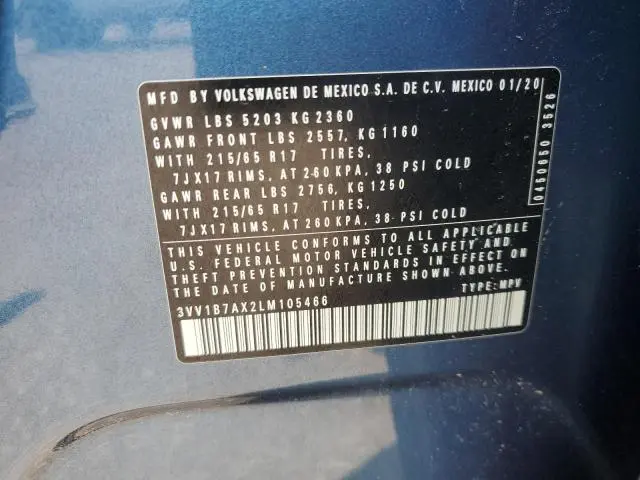 MFD BY VOLKSWAGEN DE MEXICO S.A. DE C.V. MEXICO 01/20
GVWR LBS 5203 KG 2360
GAWR FRONT LBS 2557, KG 1160
WITH 215/65 R17 TIRES,
7JX17 RIMS, AT 260 KPA, 38 PSI COLD
GAWR REAR LBS 2756, KG 1250
WITH 215/65 R17 TIRES,
7JX17 RIMS, AT 260 KPA, 38 PSI COLD
THIS VEHICLE CONFORMS TO ALL APPLICABLE
U.S. FEDERAL MOTOR VEHICLE SAFETY AND
THEFT PREVENTION STANDARDS IN EFFECT ON
THE DATE OF MANUFACTURE SHOWN ABOVE.
3VV1B7AX2LM105466 TYPE: MPV
0450650 3526